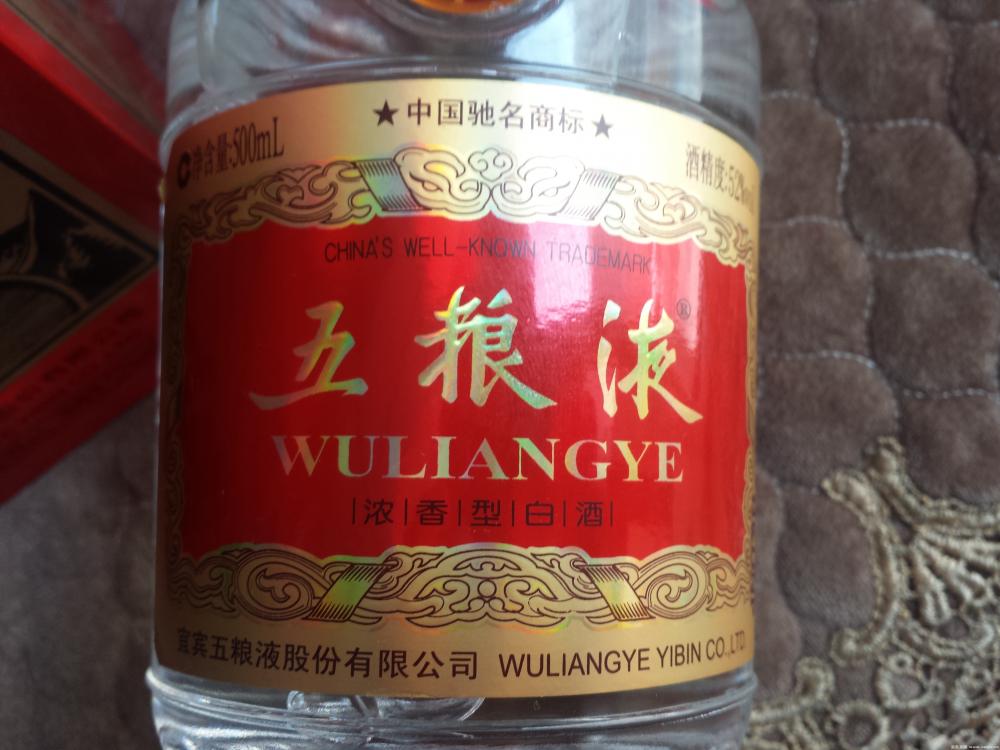 ★中国驰名商标★
净含量:500mL
酒精度:52%vol
CHINA'S WELL-KNOWN TRADEMARK
五粮液®
WULIANGYE
|浓|香|型|白|酒|
宜宾五粮液股份有限公司 WULIANGYE YIBIN CO.,LTD.